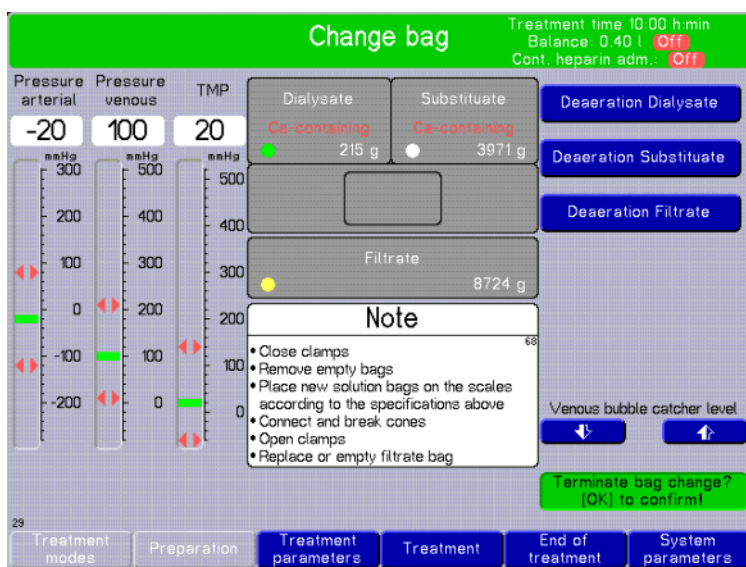 Change bag
Treatment time 10:00 h:min
Balance: 0.40 l Off
Cont. heparin adm.: Off
Pressure arterial
Pressure venous
TMP
-20
100
20
mmHg
300
200
100
0
-100
-200
mmHg
500
400
300
200
100
0
mmHg
500
400
300
200
100
0
Dialysate
Ca-containing
215 g
Substituate
Ca-containing
3971 g
Filtrate
8724 g
Note
68
• Close clamps
• Remove empty bags
• Place new solution bags on the scales
according to the specifications above
• Connect and break cones
• Open clamps
• Replace or empty filtrate bag
Deaeration Dialysate
Deaeration Substituate
Deaeration Filtrate
Venous bubble catcher level
Terminate bag change?
[OK] to confirm!
29
Treatment modes
Preparation
Treatment parameters
Treatment
End of treatment
System parameters